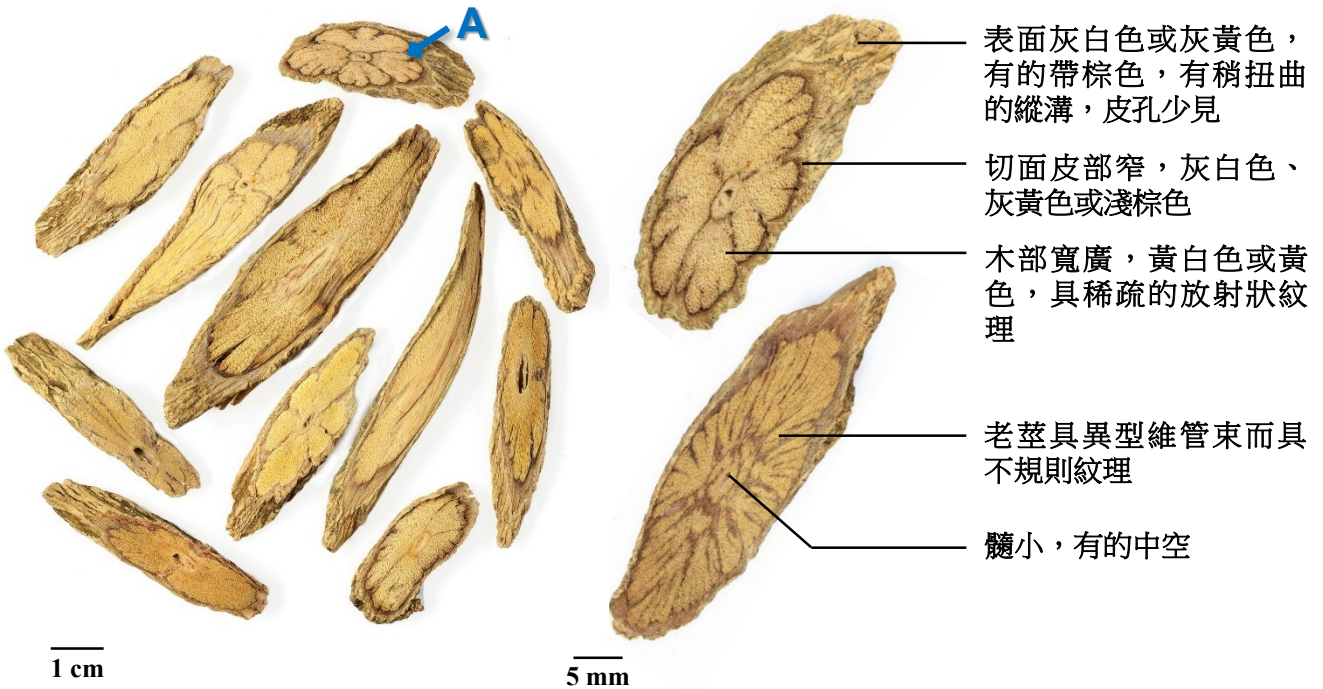 A
表面灰白色或灰黃色，
有的帶棕色，有稍扭曲
的縱溝，皮孔少見
切面皮部窄，灰白色、
灰黃色或淺棕色
木部寬廣，黃白色或黃
色，具稀疏的放射狀紋
理
老莖具異型維管束而具
不規則紋理
髓小，有的中空
1 cm
5 mm